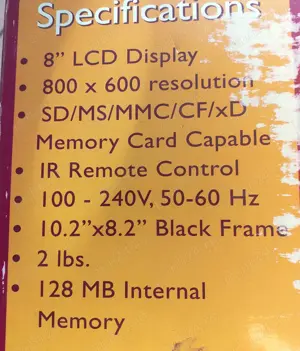 Specifications
• 8" LCD Display
• 800 x 600 resolution
• SD/MS/MMC/CF/xD
Memory Card Capable
• IR Remote Control
• 100 - 240V, 50-60 Hz
• 10.2"x8.2" Black Frame
• 2 lbs.
• 128 MB Internal
Memory